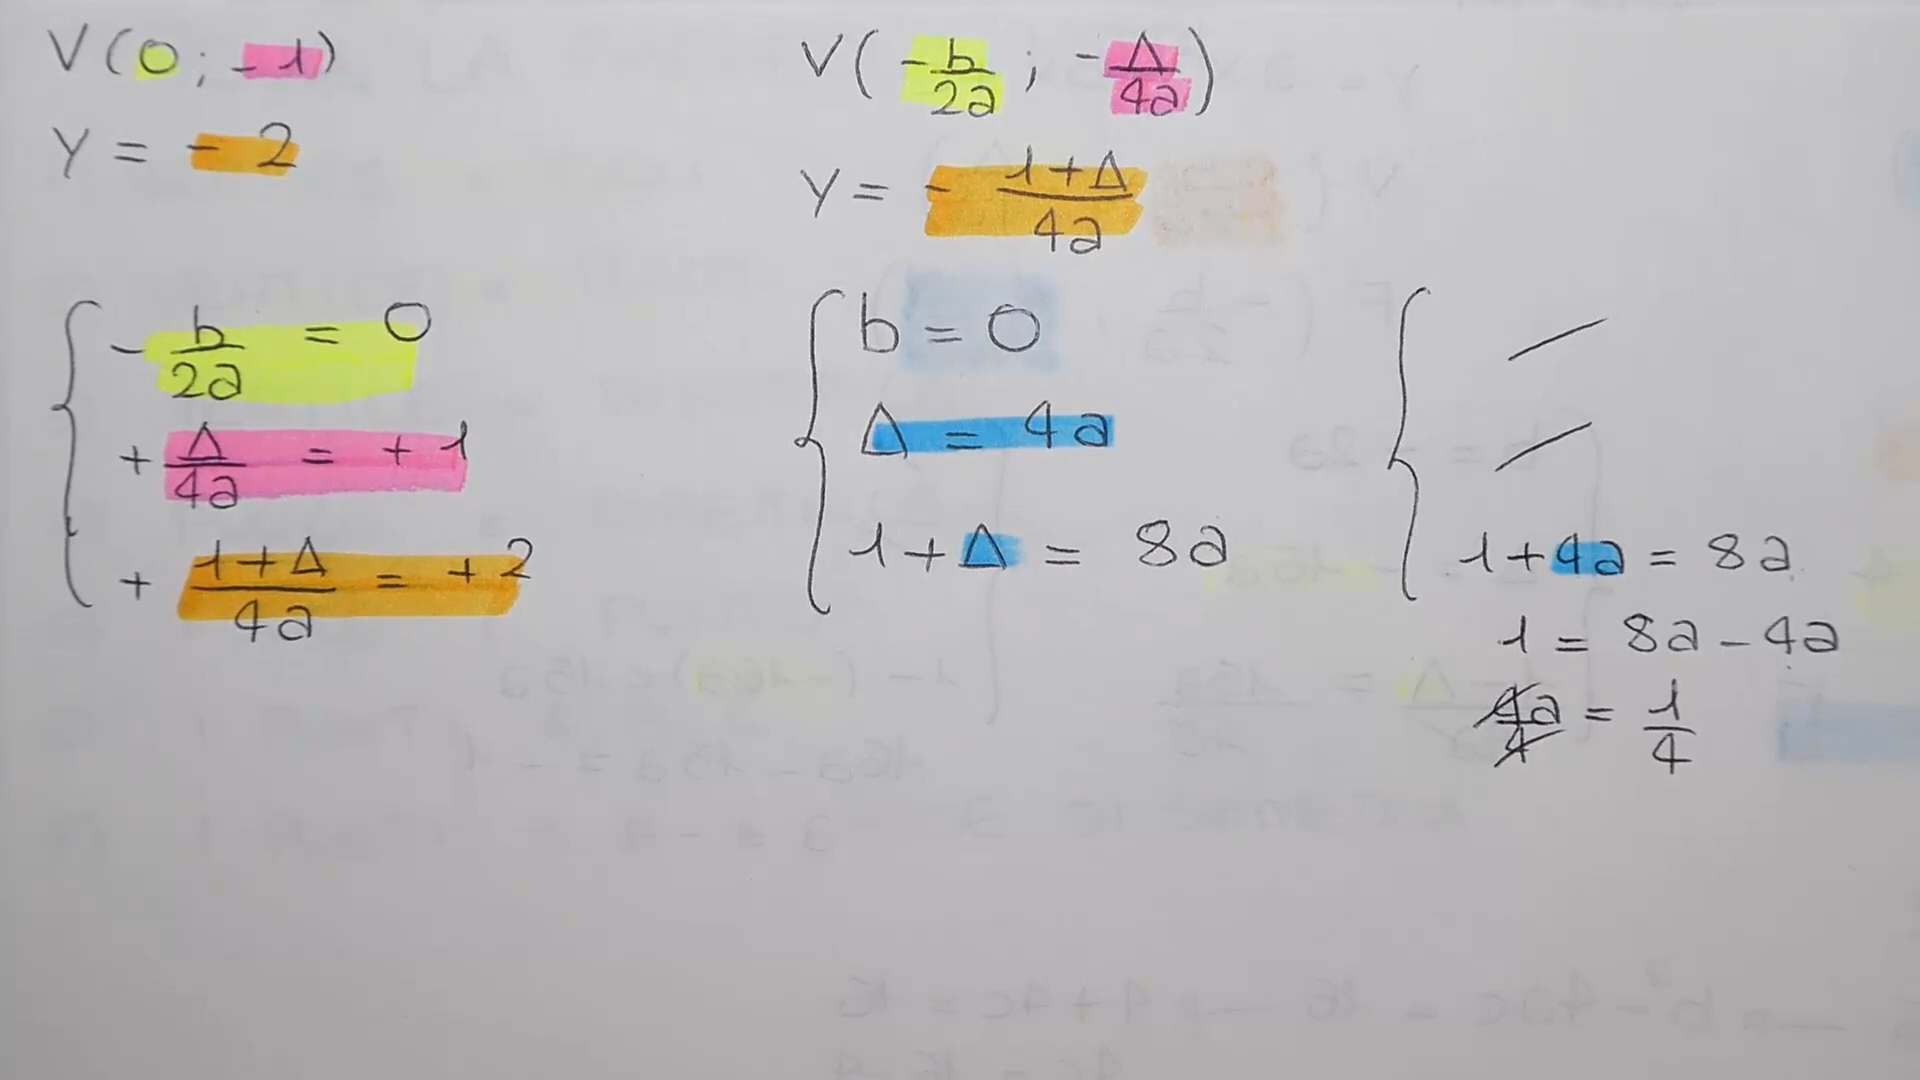 V(0; -1)
y = -2
V(-b/2a; -Δ/4a)
y = - 1+Δ/4a
- b/2a = 0
+ Δ/4a = +1
+ 1+Δ/4a = +2
b = 0
Δ = 4a
1+Δ = 8a
1+4a = 8a
1 = 8a-4a
4a/4 = 1/4